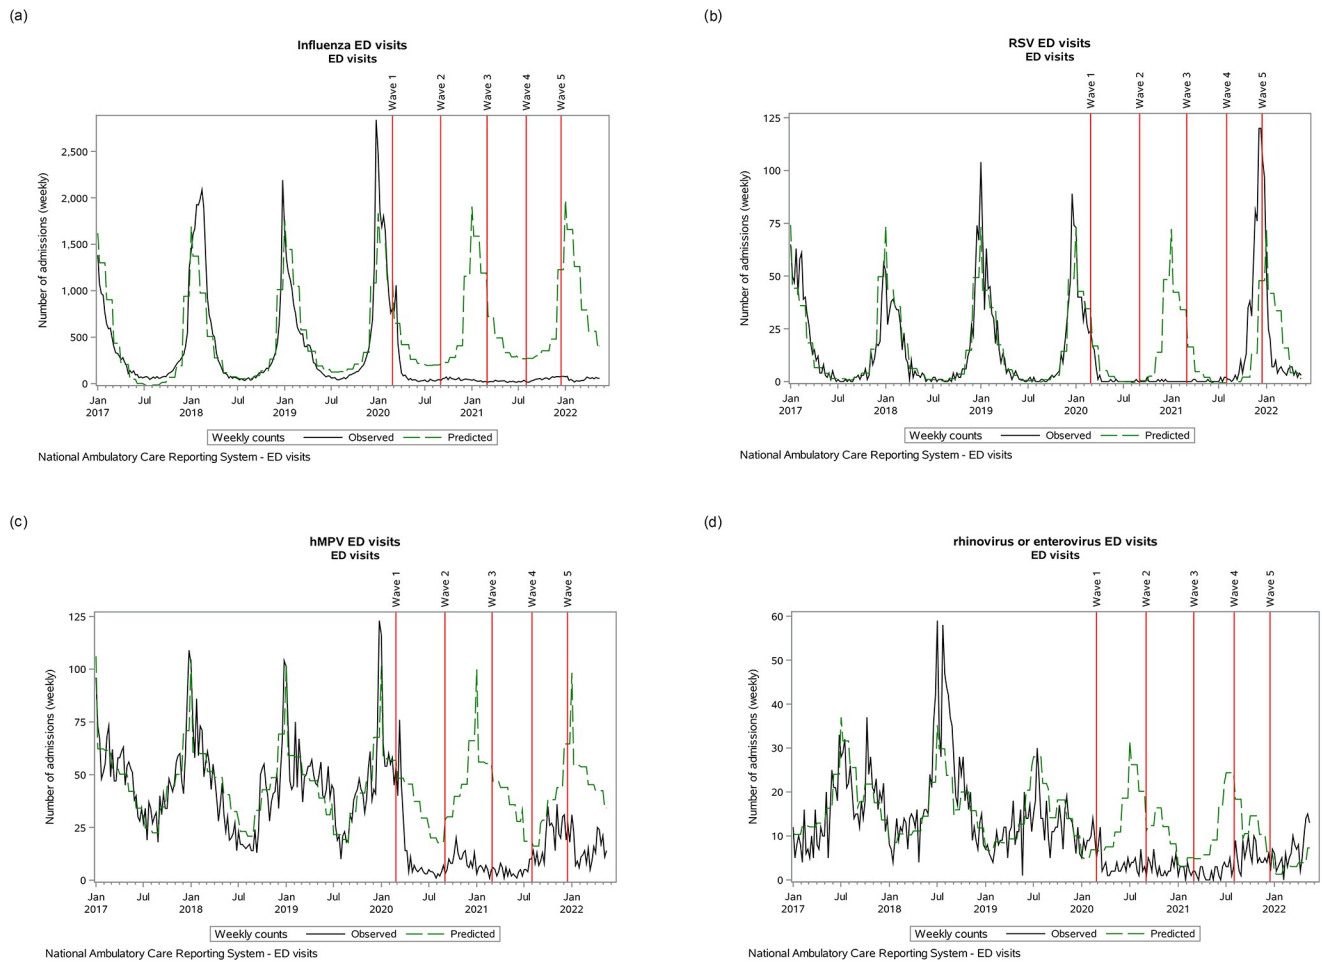 (a)
Influenza ED visits
ED visits
Wave 1
Wave 2
Wave 3
Wave 4
Wave 5
Number of admissions (weekly)
2,500
2,000
1,500
1,000
500
0
Jan Jul Jan Jul Jan Jul Jan Jul Jan Jul Jan
2017 2018 2019 2020 2021 2022
Weekly counts Observed Predicted
National Ambulatory Care Reporting System - ED visits
(b)
RSV ED visits
ED visits
Wave 1
Wave 2
Wave 3
Wave 4
Wave 5
Number of admissions (weekly)
125
100
75
50
25
0
Jan Jul Jan Jul Jan Jul Jan Jul Jan Jul Jan
2017 2018 2019 2020 2021 2022
Weekly counts Observed Predicted
National Ambulatory Care Reporting System - ED visits
(c)
hMPV ED visits
ED visits
Wave 1
Wave 2
Wave 3
Wave 4
Wave 5
Number of admissions (weekly)
125
100
75
50
25
0
Jan Jul Jan Jul Jan Jul Jan Jul Jan Jul Jan
2017 2018 2019 2020 2021 2022
Weekly counts Observed Predicted
National Ambulatory Care Reporting System - ED visits
(d)
rhinovirus or enterovirus ED visits
ED visits
Wave 1
Wave 2
Wave 3
Wave 4
Wave 5
Number of admissions (weekly)
60
50
40
30
20
10
0
Jan Jul Jan Jul Jan Jul Jan Jul Jan Jul Jan
2017 2018 2019 2020 2021 2022
Weekly counts Observed Predicted
National Ambulatory Care Reporting System - ED visits